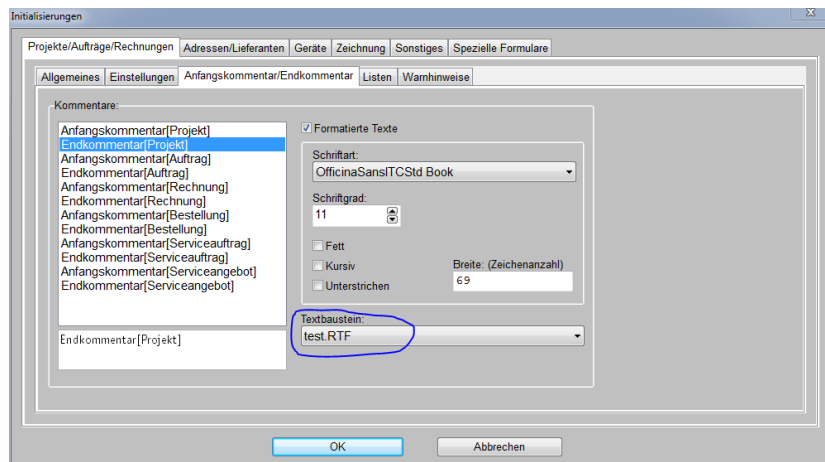 Initialisierungen
Projekte/Aufträge/Rechnungen Adressen/Lieferanten Geräte Zeichnung Sonstiges Spezielle Formulare
Allgemeines Einstellungen Anfangskommentar/Endkommentar Listen Warnhinweise
Kommentare:
Anfangskommentar[Projekt]
Endkommentar[Projekt]
Anfangskommentar[Auftrag]
Endkommentar[Auftrag]
Anfangskommentar[Rechnung]
Endkommentar[Rechnung]
Anfangskommentar[Bestellung]
Endkommentar[Bestellung]
Anfangskommentar[Serviceauftrag]
Endkommentar[Serviceauftrag]
Anfangskommentar[Serviceangebot]
Endkommentar[Serviceangebot]
Endkommentar[Projekt]
Formatierte Texte
Schriftart:
OfficinaSansITCStd Book
Schriftgrad:
11
Fett
Kursiv
Unterstrichen
Breite: (Zeichenanzahl)
69
Textbaustein:
test.RTF
OK Abbrechen